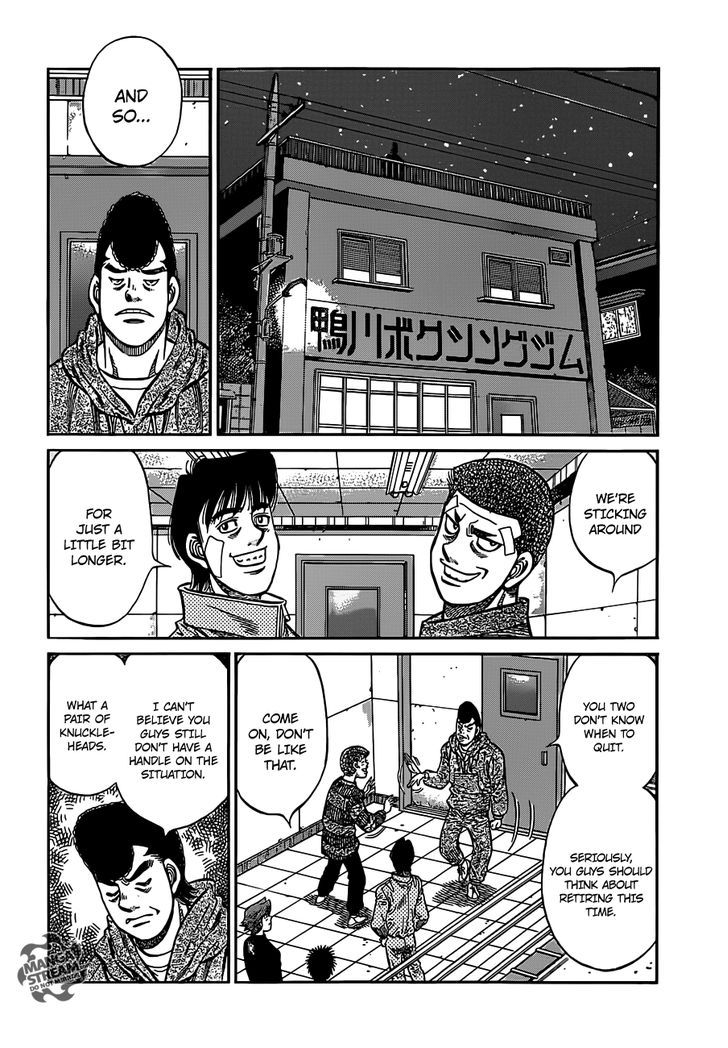 鴨川ボクシングジム
AND
SO...
WE'RE
STICKING
AROUND
FOR
JUST A
LITTLE BIT
LONGER.
YOU TWO
DON'T KNOW
WHEN TO
QUIT.
SERIOUSLY,
YOU GUYS SHOULD
THINK ABOUT
RETIRING THIS
TIME.
COME
ON, DON'T
BE LIKE
THAT.
I CAN'T
BELIEVE YOU
GUYS STILL
DON'T HAVE A
HANDLE ON THE
SITUATION.
WHAT A
PAIR OF
KNUCKLE-
HEADS.
MANGA
STREAM
DO NOT MIRROR